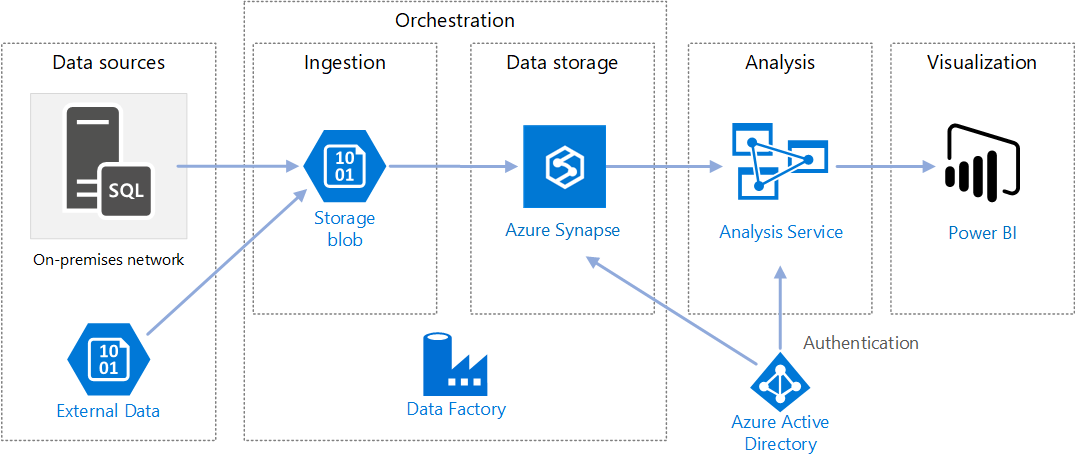 Orchestration
Data sources
Ingestion
Data storage
Analysis
Visualization
SQL
10
01
Storage
blob
Azure Synapse
Analysis Service
Power BI
On-premises network
10
01
External Data
Data Factory
Authentication
Azure Active
Directory